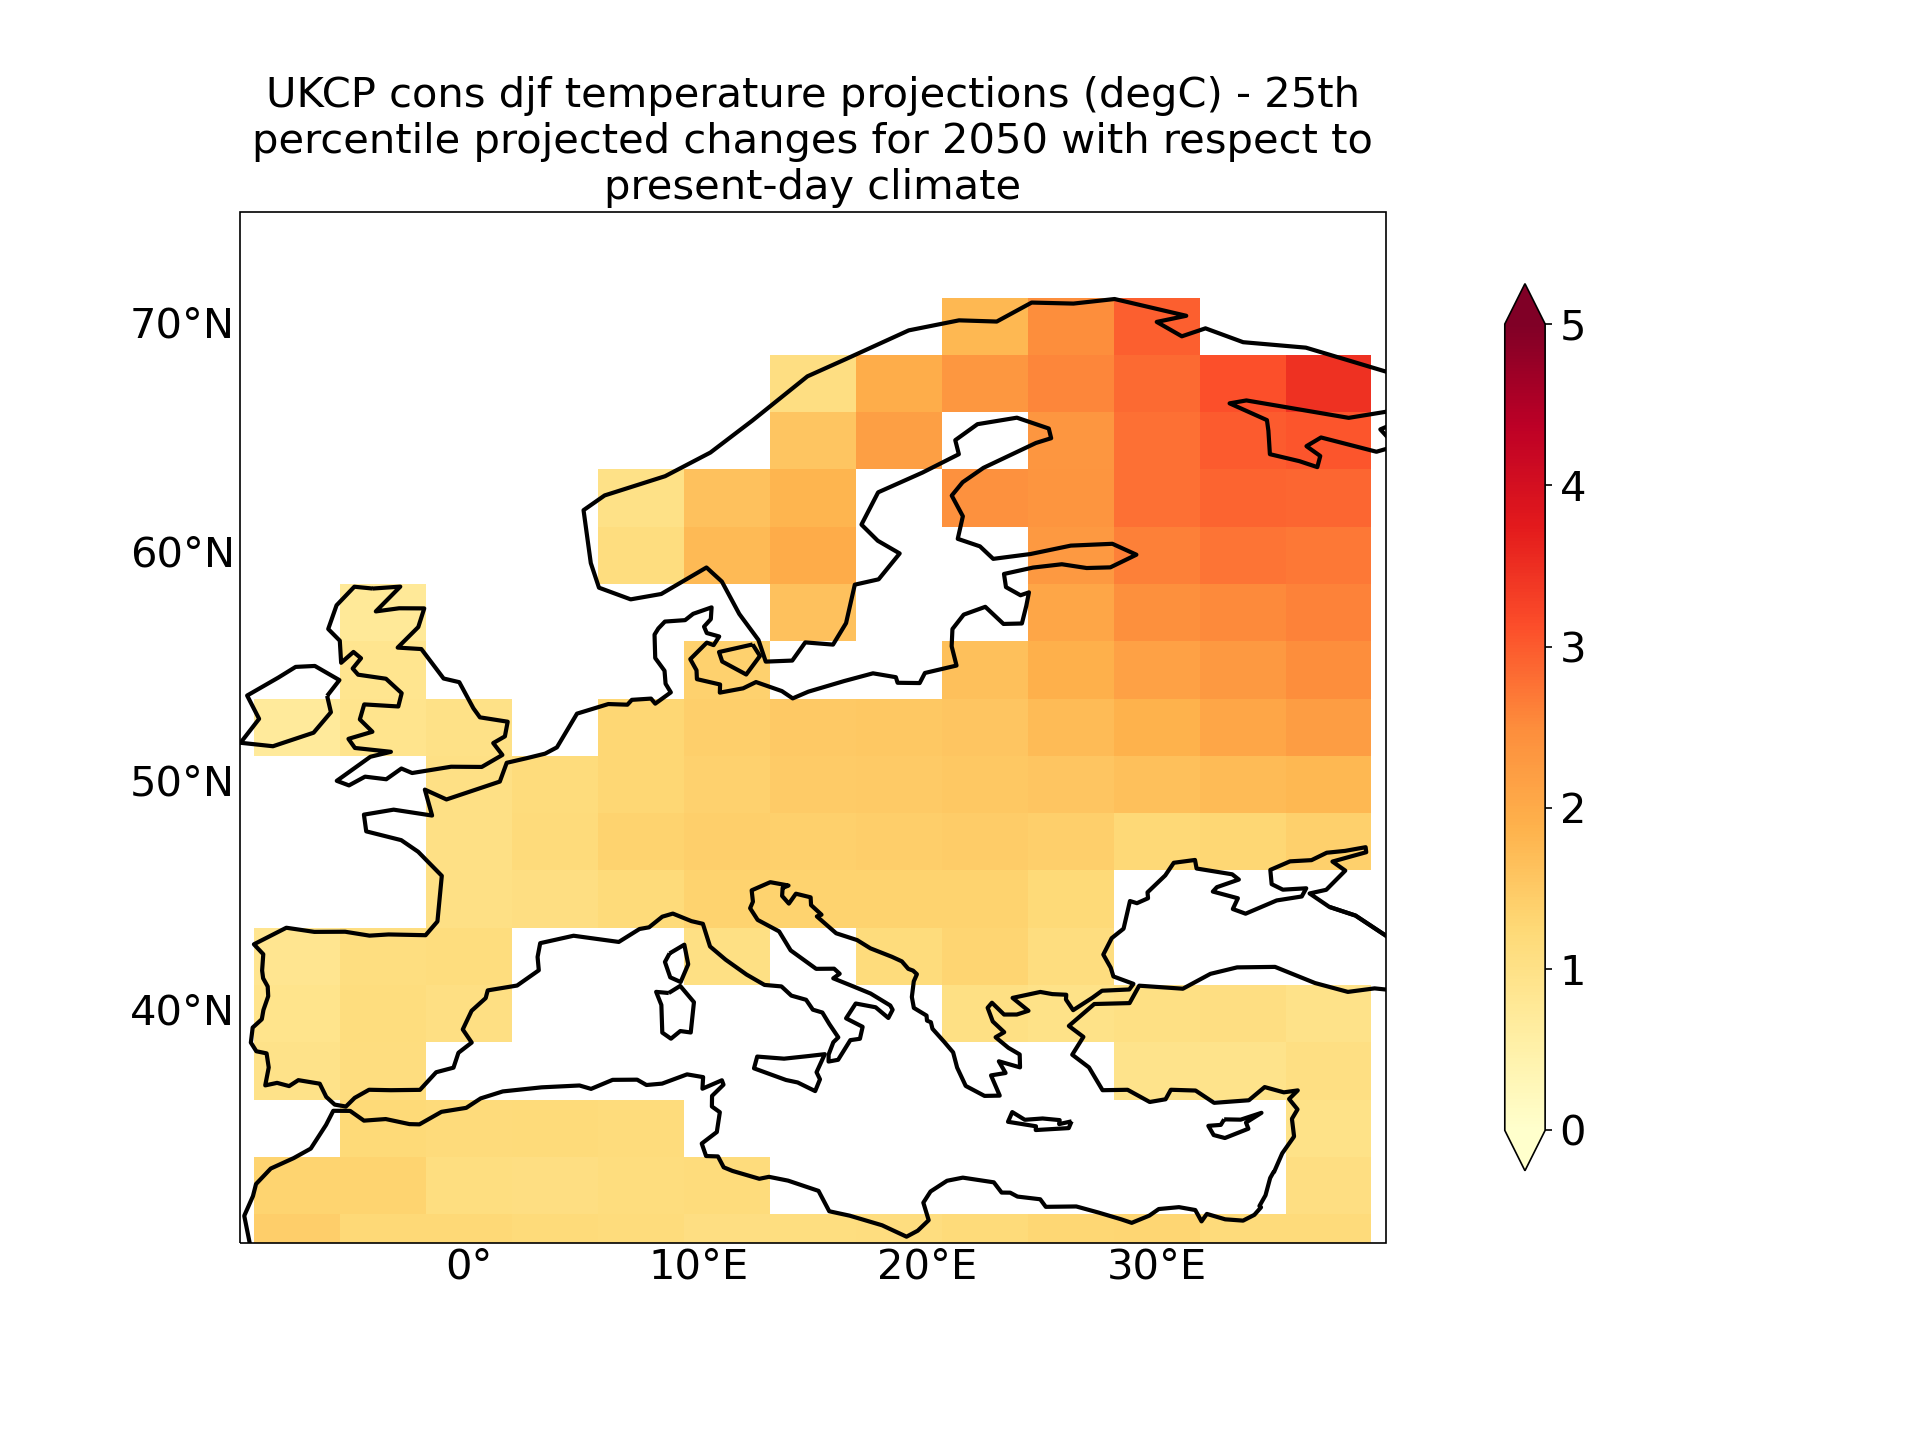 UKCP cons djf temperature projections (degC) - 25th
percentile projected changes for 2050 with respect to
present-day climate
70°N
60°N
50°N
40°N
0°
10°E
20°E
30°E
5
4
3
2
1
0